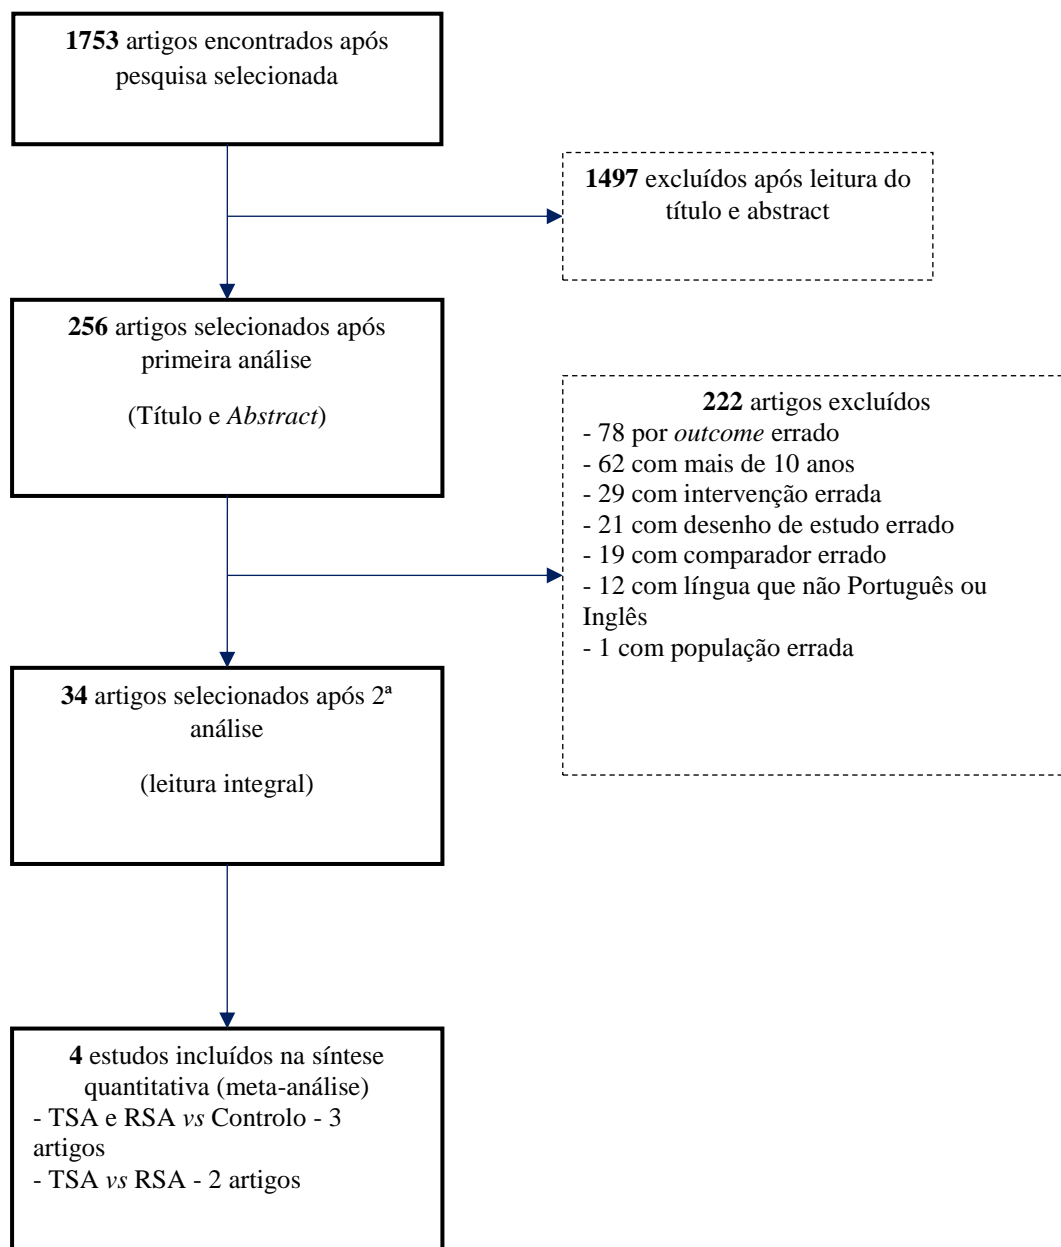 1753 artigos encontrados após
pesquisa selecionada
1497 excluídos após leitura do
título e abstract
256 artigos selecionados após
primeira análise
(Título e Abstract)
222 artigos excluídos
- 78 por outcome errado
- 62 com mais de 10 anos
- 29 com intervenção errada
- 21 com desenho de estudo errado
- 19 com comparador errado
- 12 com língua que não Português ou
Inglês
- 1 com população errada
34 artigos selecionados após 2ª
análise
(leitura integral)
4 estudos incluídos na síntese
quantitativa (meta-análise)
- TSA e RSA vs Controlo - 3
artigos
- TSA vs RSA - 2 artigos